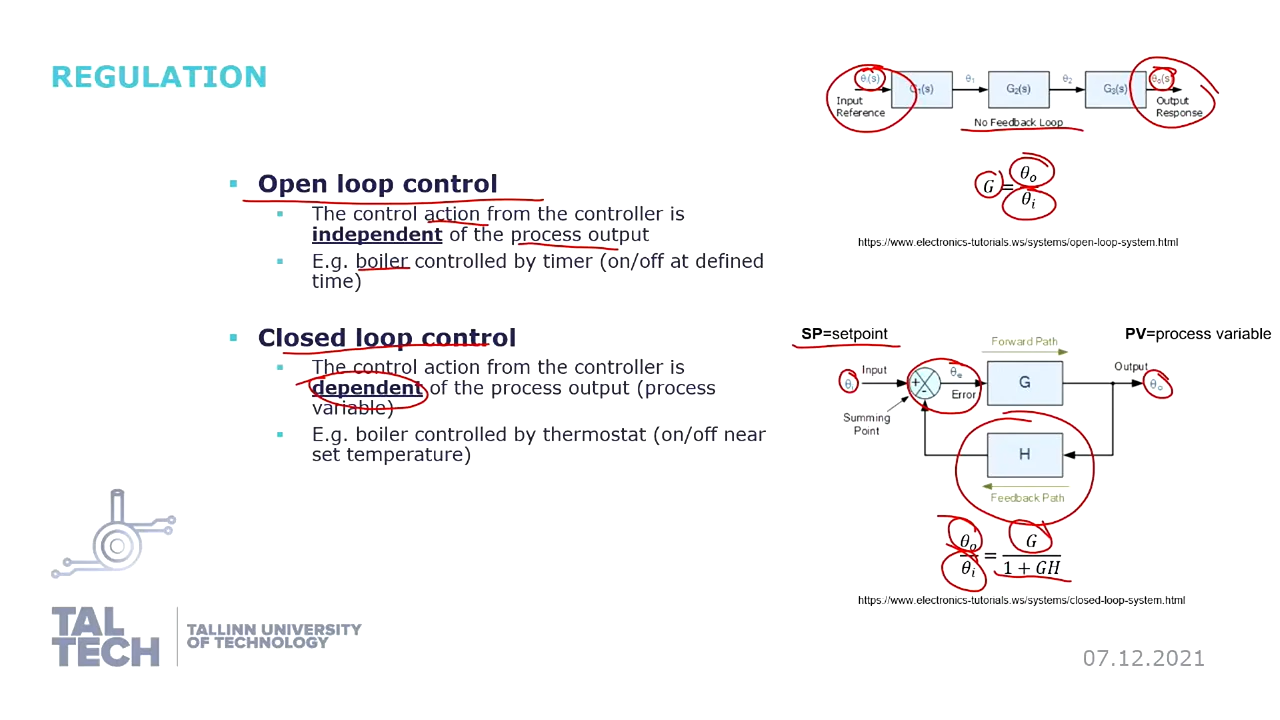 REGULATION
Open loop control
The control action from the controller is
independent of the process output
E.g. boiler controlled by timer (on/off at defined
time)
Closed loop control
The control action from the controller is
dependent of the process output (process
variable)
E.g. boiler controlled by thermostat (on/off near
set temperature)
θᵢ(s)
G₁(s)
θ₁
G₂(s)
θ₂
G₃(s)
θₒ(s)
Input
Reference
Output
Response
No Feedback Loop
G = θₒ / θᵢ
https://www.electronics-tutorials.ws/systems/open-loop-system.html
SP=setpoint
PV=process variable
Forward Path
Input
Output
θᵢ
+
-
θₑ
Error
G
θₒ
Summing
Point
H
Feedback Path
θₒ / θᵢ = G / 1 + GH
https://www.electronics-tutorials.ws/systems/closed-loop-system.html
TAL
TECH
TALLINN UNIVERSITY
OF TECHNOLOGY
07.12.2021